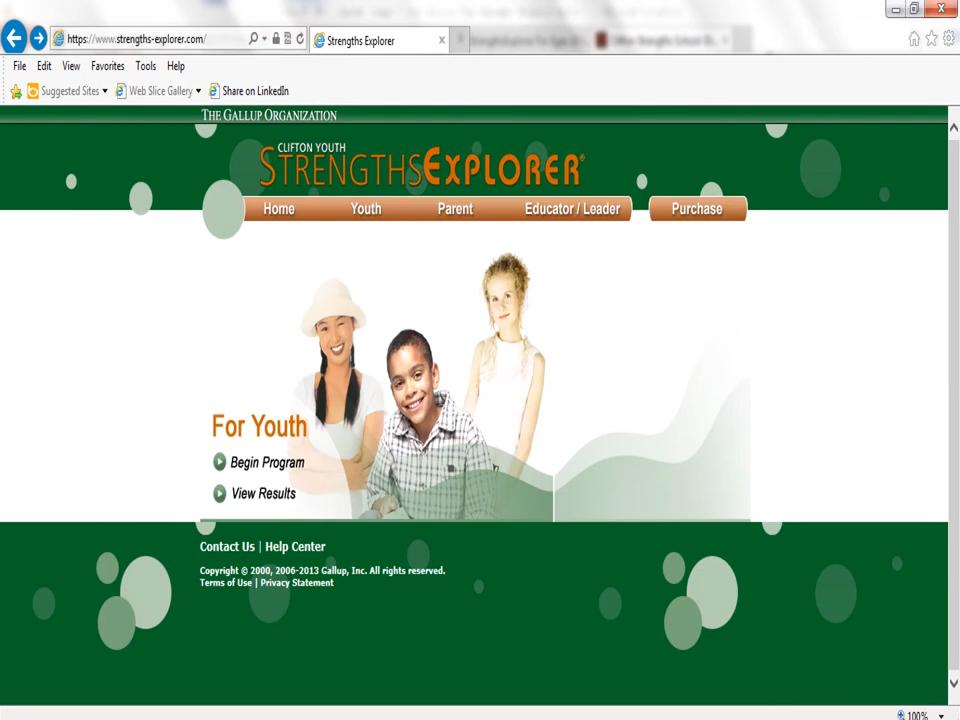 https://www.strengths-explorer.com/
Strengths Explorer
File Edit View Favorites Tools Help
Suggested Sites Web Slice Gallery Share on LinkedIn
THE GALLUP ORGANIZATION
CLIFTON YOUTH
STRENGTHSEXPLORER®
Home Youth Parent Educator / Leader Purchase
For Youth
Begin Program
View Results
Contact Us | Help Center
Copyright © 2000, 2006-2013 Gallup, Inc. All rights reserved.
Terms of Use | Privacy Statement
100%